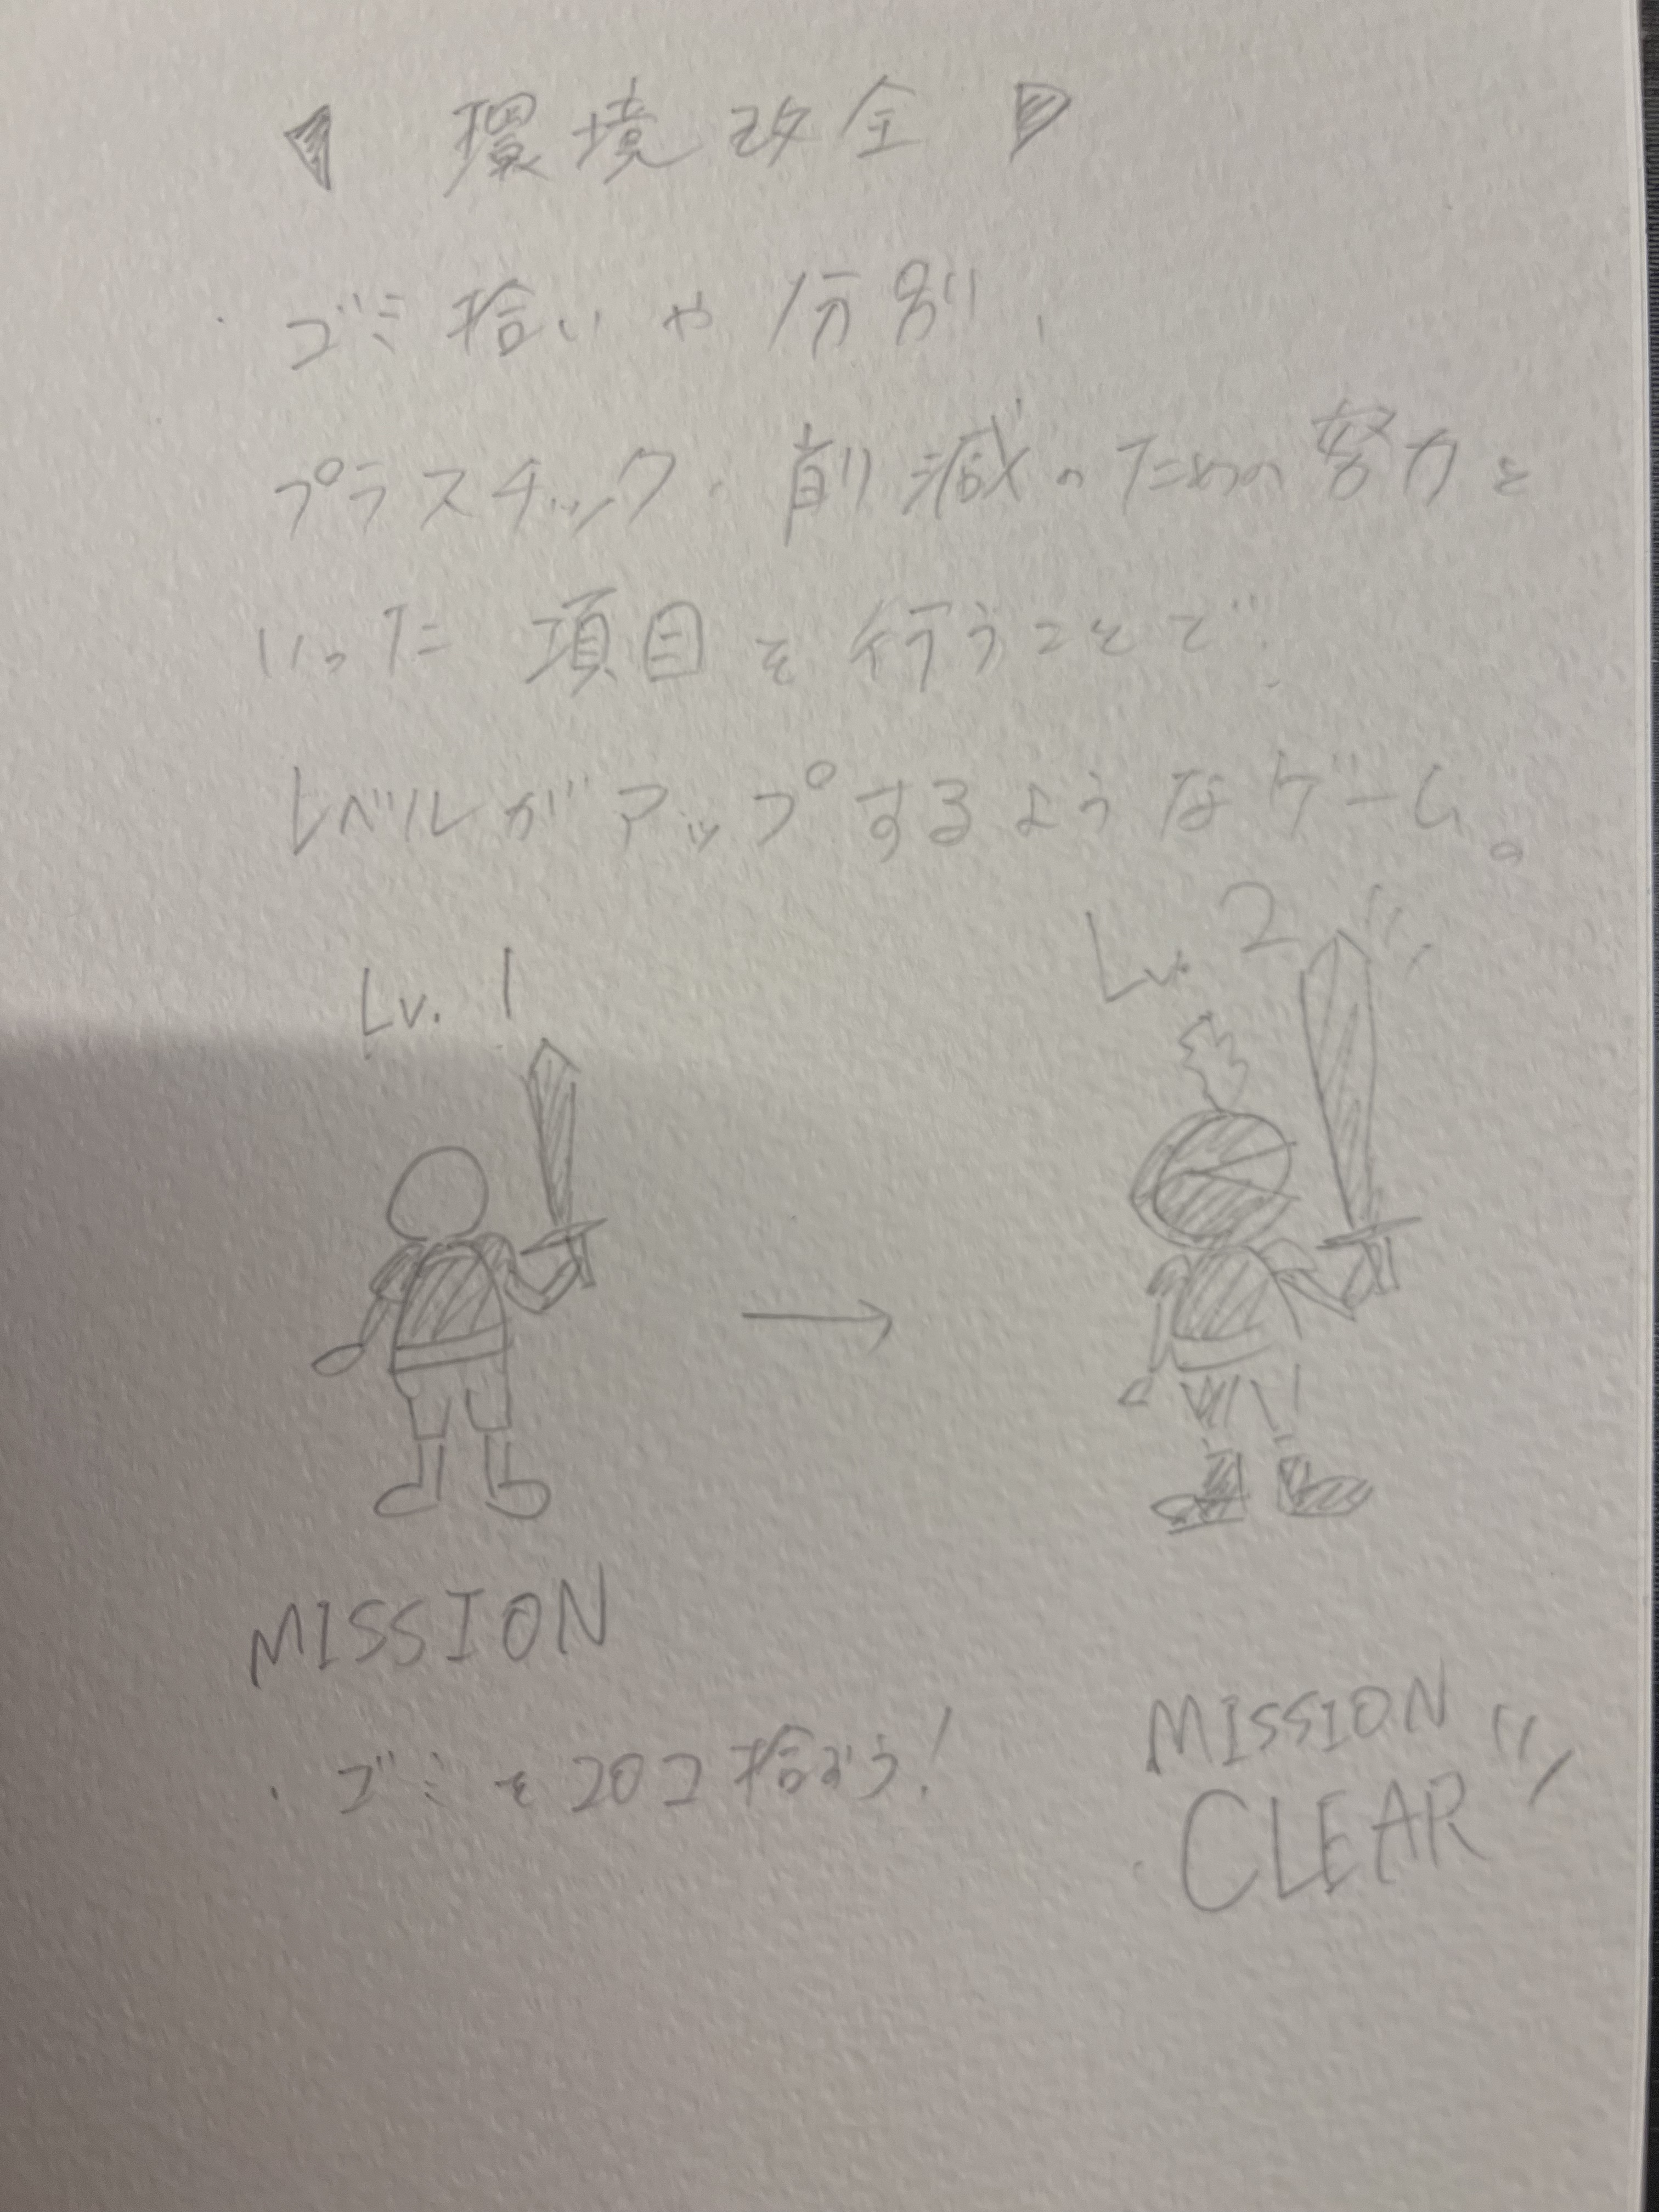 環境改全
・ゴミ拾いや分別、
プラスチック削減のための努力と
いった項目を行うことで
レベルがアップするようなゲーム。
Lv. 1
Lv. 2
MISSION
・ゴミを20コ拾おう!
MISSION
CLEAR